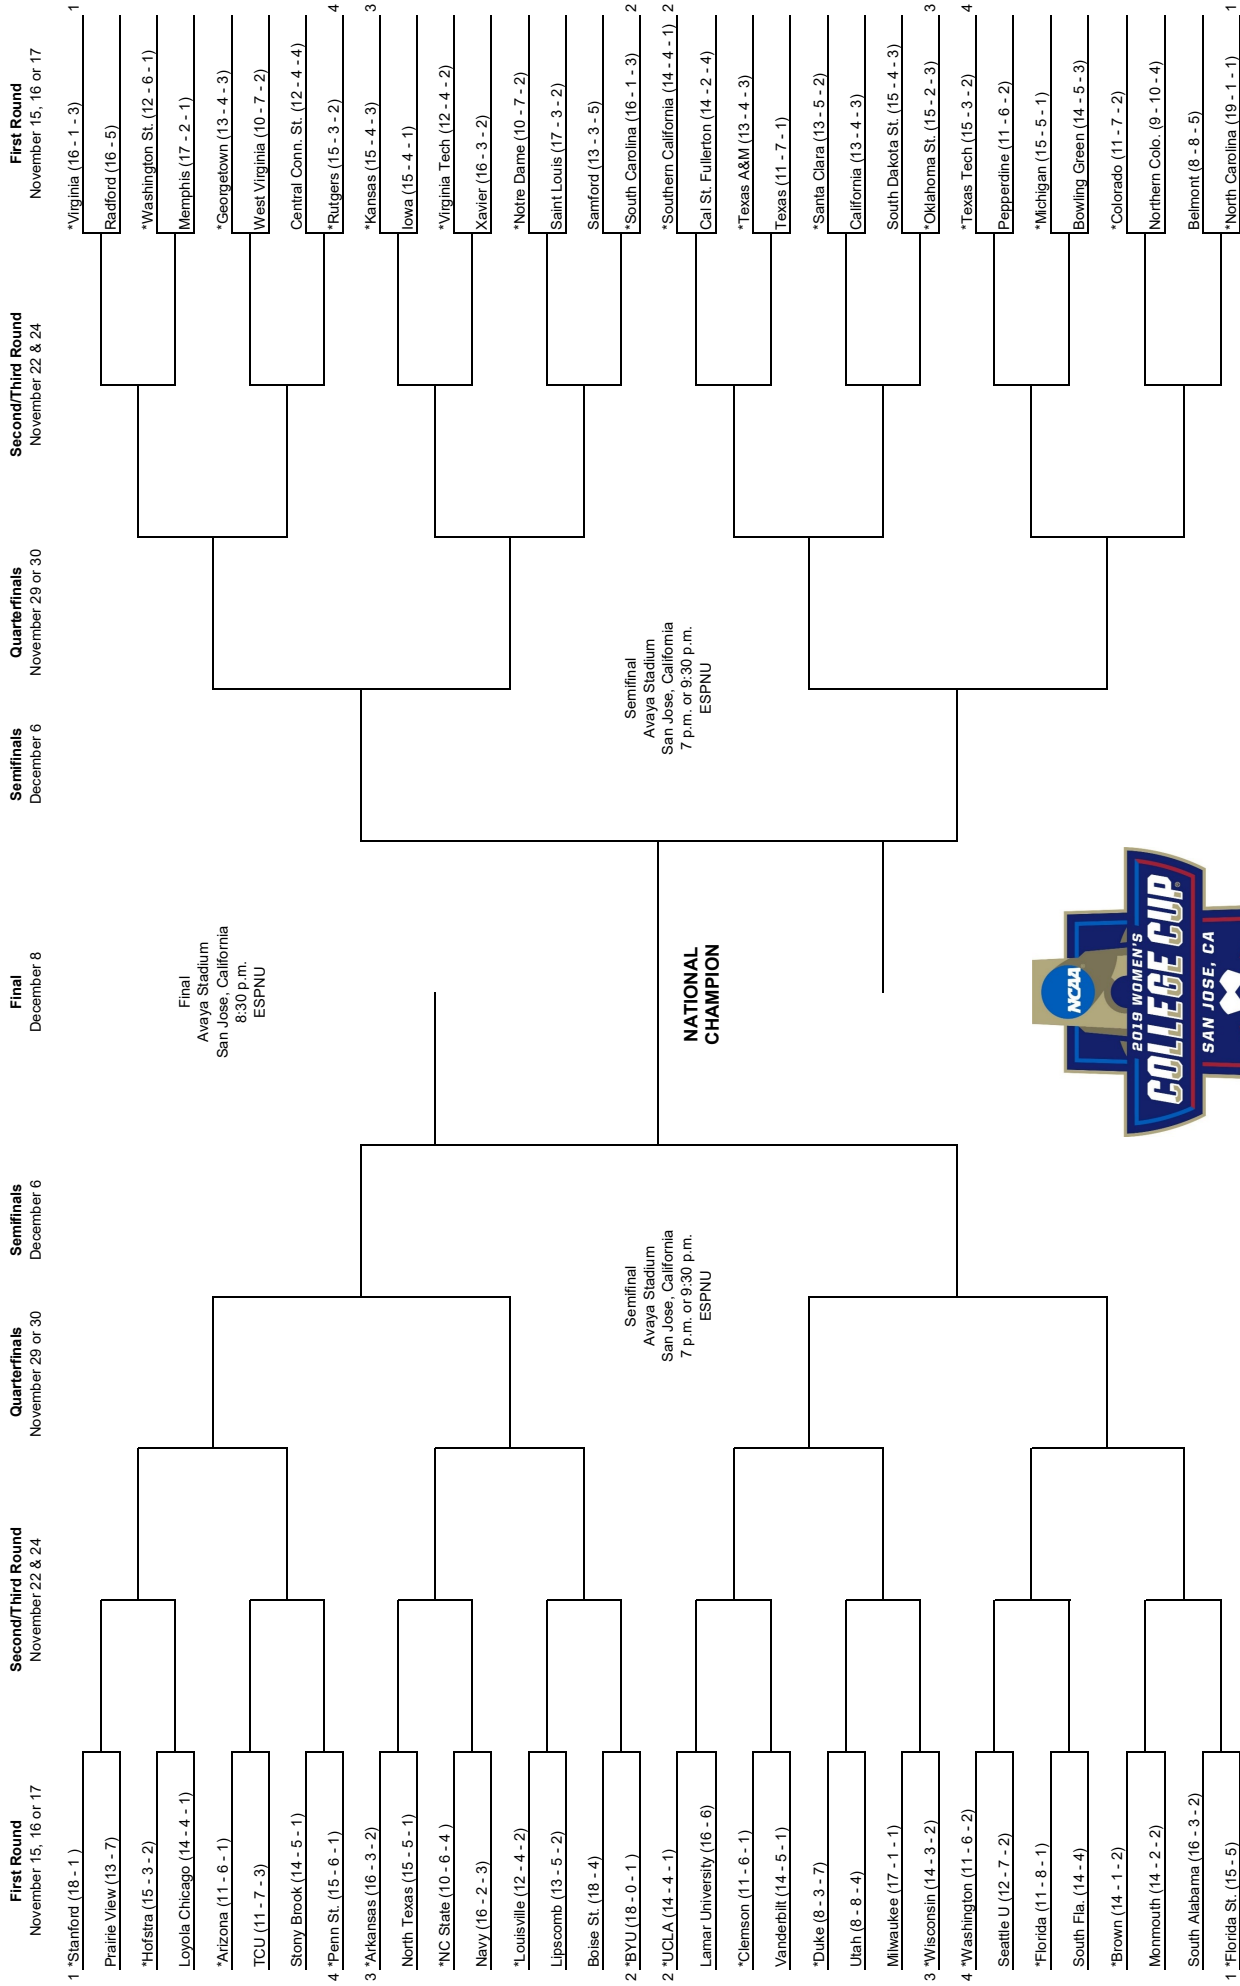 First Round
November 15, 16 or 17
Second/Third Round
November 22 & 24
Quarterfinals
November 29 or 30
Semifinals
December 6
Final
December 8
Semifinals
December 6
Quarterfinals
November 29 or 30
Second/Third Round
November 22 & 24
First Round
November 15, 16 or 17
1 *Stanford (18 - 1 )
Prairie View (13 - 7)
*Hofstra (15 - 3 - 2)
Loyola Chicago (14 - 4 - 1)
*Arizona (11 - 6 - 1)
TCU (11 - 7 - 3)
Stony Brook (14 - 5 - 1)
4 *Penn St. (15 - 6 - 1)
3 *Arkansas (16 - 3 - 2)
North Texas (15 - 5 - 1)
*NC State (10 - 6 - 4 )
Navy (16 - 2 - 3)
*Louisville (12 - 4 - 2)
Lipscomb (13 - 5 - 2)
Boise St. (18 - 4)
2 *BYU (18 - 0 - 1 )
2 *UCLA (14 - 4 - 1)
Lamar University (16 - 6)
*Clemson (11 - 6 - 1)
Vanderbilt (14 - 5 - 1)
*Duke (8 - 3 - 7)
Utah (8 - 8 - 4)
Milwaukee (17 - 1 - 1)
3 *Wisconsin (14 - 3 - 2)
4 *Washington (11 - 6 - 2)
Seattle U (12 - 7 - 2)
*Florida (11 - 8 - 1)
South Fla. (14 - 4)
*Brown (14 - 1 - 2)
Monmouth (14 - 2 - 2)
South Alabama (16 - 3 - 2)
1 *Florida St. (15 - 5)
Semifinal
Avaya Stadium
San Jose, California
7 p.m. or 9:30 p.m.
ESPNU
Final
Avaya Stadium
San Jose, California
8:30 p.m.
ESPNU
NATIONAL
CHAMPION
NCAA
2019 WOMEN'S
COLLEGE CUP
SAN JOSE, CA
Semifinal
Avaya Stadium
San Jose, California
7 p.m. or 9:30 p.m.
ESPNU
*Virginia (16 - 1 - 3) 1
Radford (16 - 5)
*Washington St. (12 - 6 - 1)
Memphis (17 - 2 - 1)
*Georgetown (13 - 4 - 3)
West Virginia (10 - 7 - 2)
Central Conn. St. (12 - 4 - 4)
*Rutgers (15 - 3 - 2) 4
*Kansas (15 - 4 - 3) 3
Iowa (15 - 4 - 1)
*Virginia Tech (12 - 4 - 2)
Xavier (16 - 3 - 2)
*Notre Dame (10 - 7 - 2)
Saint Louis (17 - 3 - 2)
Samford (13 - 3 - 5)
*South Carolina (16 - 1 - 3) 2
*Southern California (14 - 4 - 1) 2
Cal St. Fullerton (14 - 2 - 4)
*Texas A&M (13 - 4 - 3)
Texas (11 - 7 - 1)
*Santa Clara (13 - 5 - 2)
California (13 - 4 - 3)
South Dakota St. (15 - 4 - 3)
*Oklahoma St. (15 - 2 - 3) 3
*Texas Tech (15 - 3 - 2) 4
Pepperdine (11 - 6 - 2)
*Michigan (15 - 5 - 1)
Bowling Green (14 - 5 - 3)
*Colorado (11 - 7 - 2)
Northern Colo. (9 - 10 - 4)
Belmont (8 - 8 - 5)
*North Carolina (19 - 1 - 1) 1